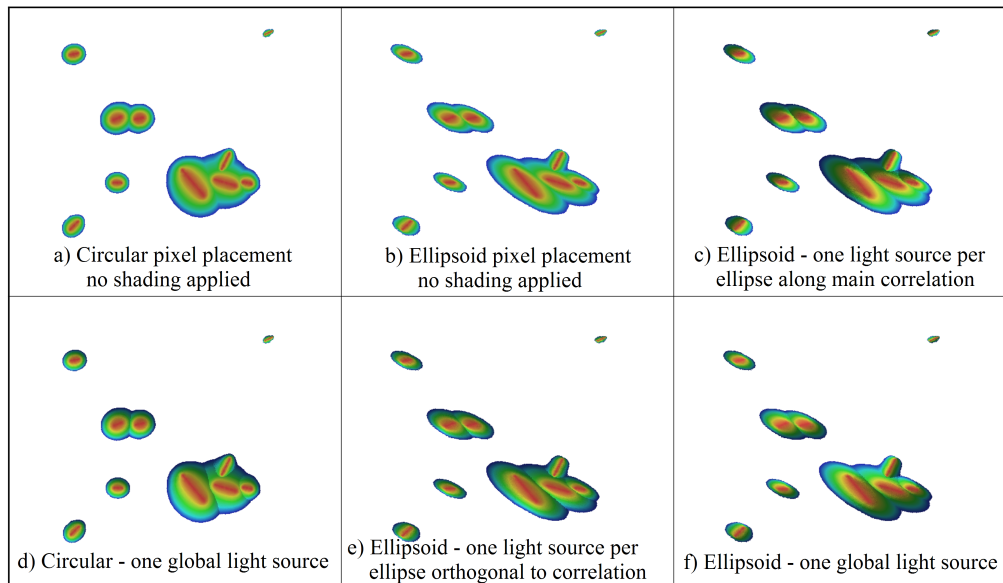 a) Circular pixel placement
no shading applied
b) Ellipsoid pixel placement
no shading applied
c) Ellipsoid - one light source per
ellipse along main correlation
d) Circular - one global light source
e) Ellipsoid - one light source per
ellipse orthogonal to correlation
f) Ellipsoid - one global light source